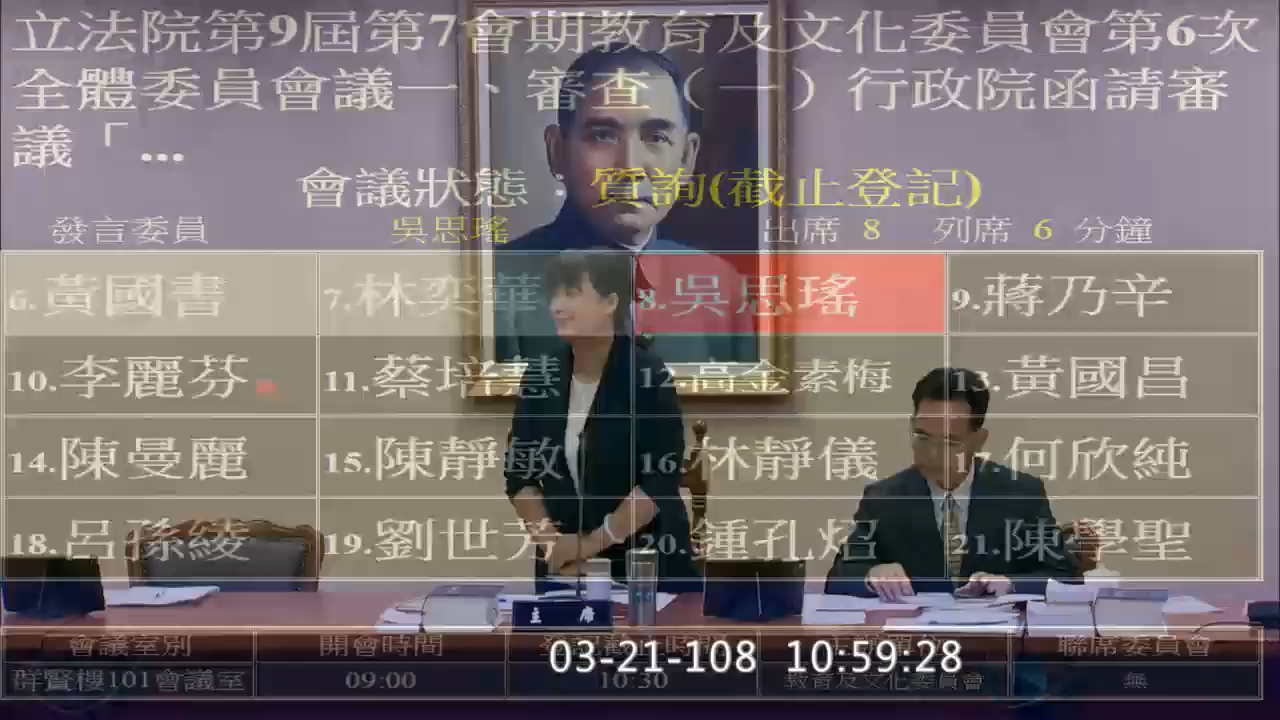 立法院第9屆第7會期教育及文化委員會第6次
全體委員會議一、審查（一）行政院函請審
議「...
會議狀態：質詢(截止登記)
發言委員 吳思瑤 出席 8 列席 6 分鐘
6.黃國書 7.林奕華 8.吳思瑤 9.蔣乃辛
10.李麗芬 11.蔡培慧 12.高金素梅 13.黃國昌
14.陳曼麗 15.陳靜敏 16.林靜儀 17.何欣純
18.呂孫綾 19.劉世芳 20.鍾孔炤 21.陳學聖
主席
會議室別 開會時間 聯席委員會
03-21-108 10:59:28
群賢樓101會議室 09:00 10:30 教育及文化委員會 無